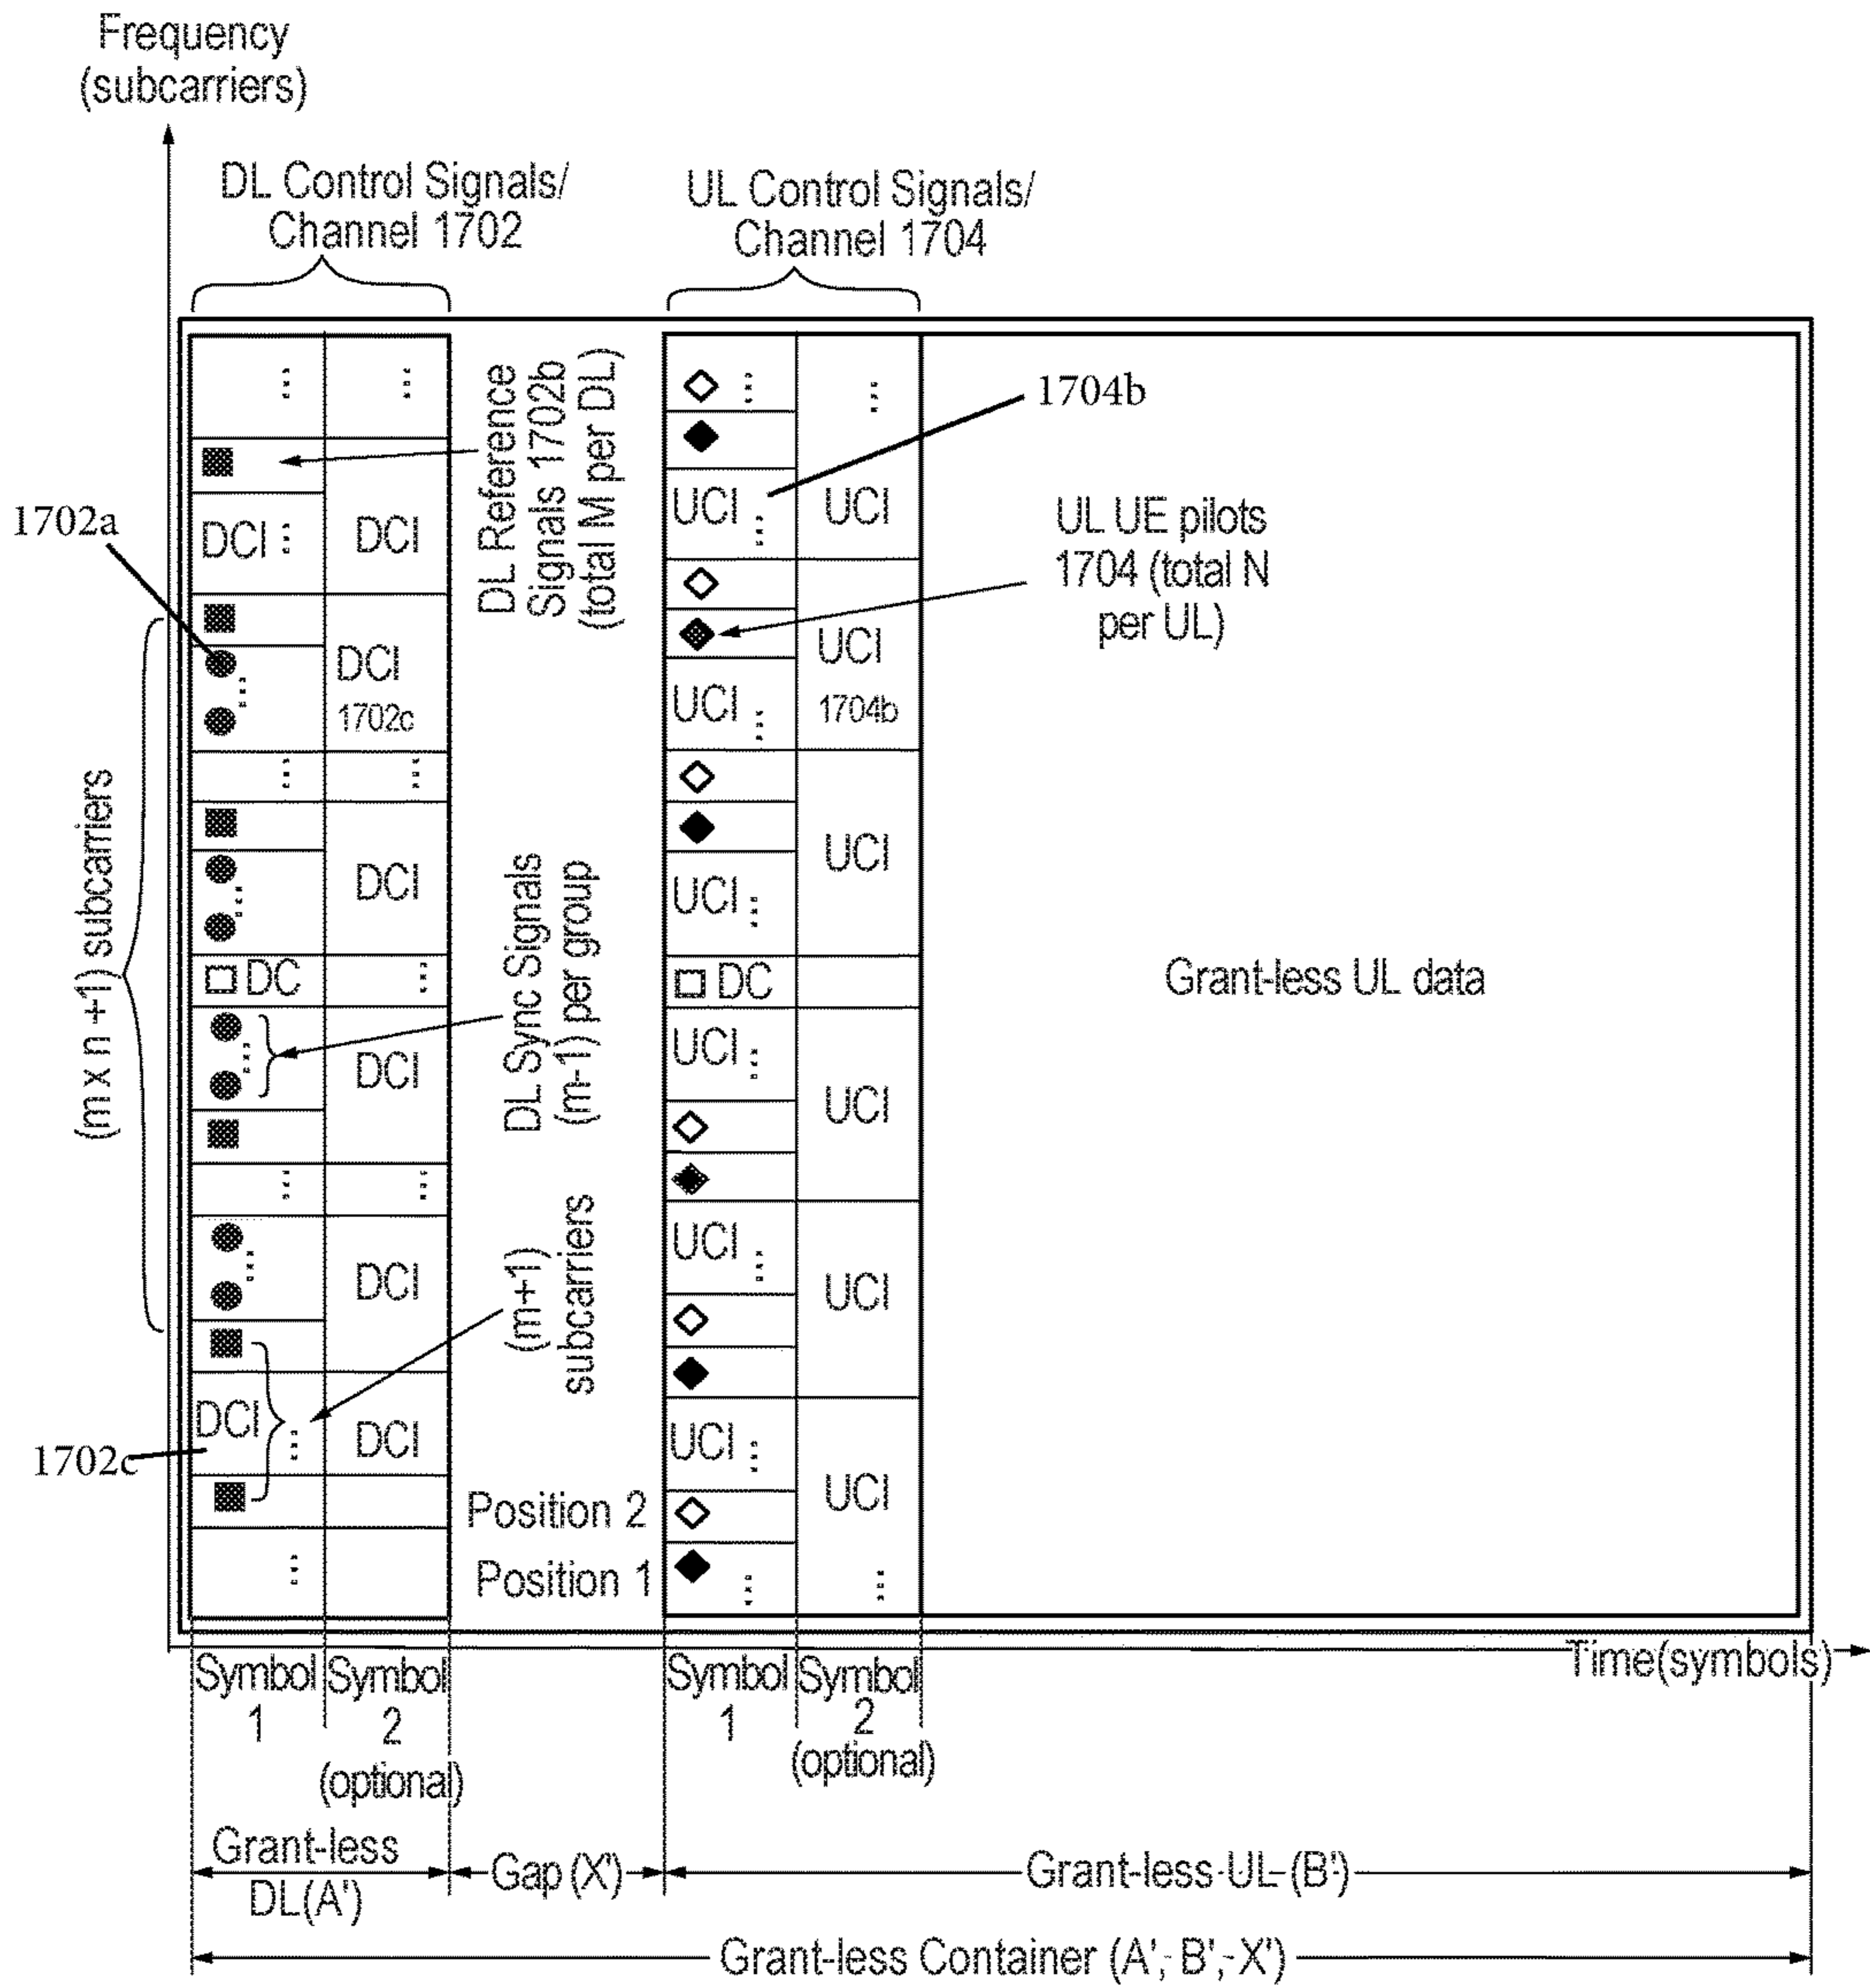 Frequency
(subcarriers)
DL Control Signals/
Channel 1702
UL Control Signals/
Channel 1704
DL Reference
Signals 1702b
(total M per DL)
1704b
UL UE pilots
1704 (total N
per UL)
1702a
DCI
DCI
DCI
1702c
DCI
DC
DCI
DCI
DCI
DCI
1702c
(m x n +1) subcarriers
DL Sync Signals
(m-1) per group
(m+1)
subcarriers
Position 2
Position 1
UCI
UCI
UCI
UCI
1704b
UCI
UCI
DC
UCI
UCI
UCI
UCI
UCI
UCI
Grant-less UL data
Time(symbols)
Symbol
1
Symbol
2
(optional)
Symbol
1
Symbol
2
(optional)
Grant-less
DL(A')
Gap (X')
Grant-less UL (B')
Grant-less Container (A', B', X')